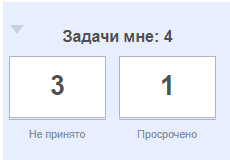 Задачи мне: 4
3 1
Не принято Просрочено